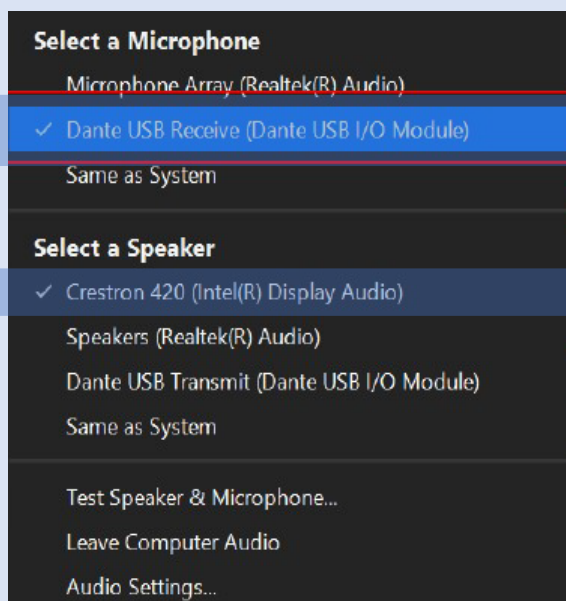 Select a Microphone
Microphone Array (Realtek(R) Audio)
✓ Dante USB Receive (Dante USB I/O Module)
Same as System
Select a Speaker
✓ Crestron 420 (Intel(R) Display Audio)
Speakers (Realtek(R) Audio)
Dante USB Transmit (Dante USB I/O Module)
Same as System
Test Speaker & Microphone...
Leave Computer Audio
Audio Settings...